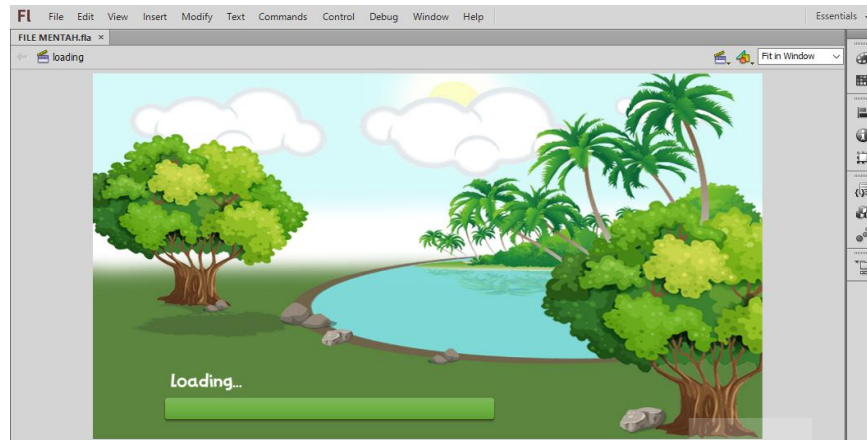 Fl File Edit View Insert Modify Text Commands Control Debug Window Help Essentials
FILE MENTAH.fla ×
loading Fit in Window
Loading...